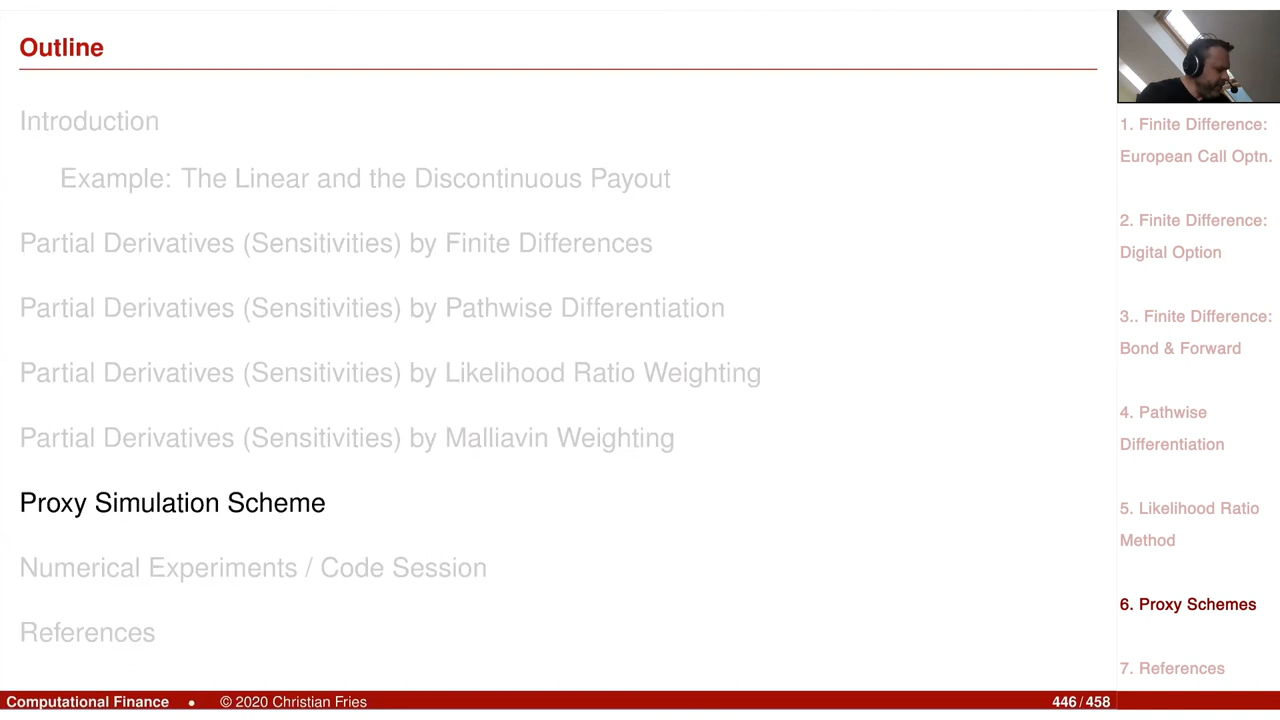 Outline
Introduction
Example: The Linear and the Discontinuous Payout
Partial Derivatives (Sensitivities) by Finite Differences
Partial Derivatives (Sensitivities) by Pathwise Differentiation
Partial Derivatives (Sensitivities) by Likelihood Ratio Weighting
Partial Derivatives (Sensitivities) by Malliavin Weighting
Proxy Simulation Scheme
Numerical Experiments / Code Session
References
1. Finite Difference:
European Call Optn.
2. Finite Difference:
Digital Option
3.. Finite Difference:
Bond & Forward
4. Pathwise
Differentiation
5. Likelihood Ratio
Method
6. Proxy Schemes
7. References
Computational Finance • © 2020 Christian Fries 446 / 458